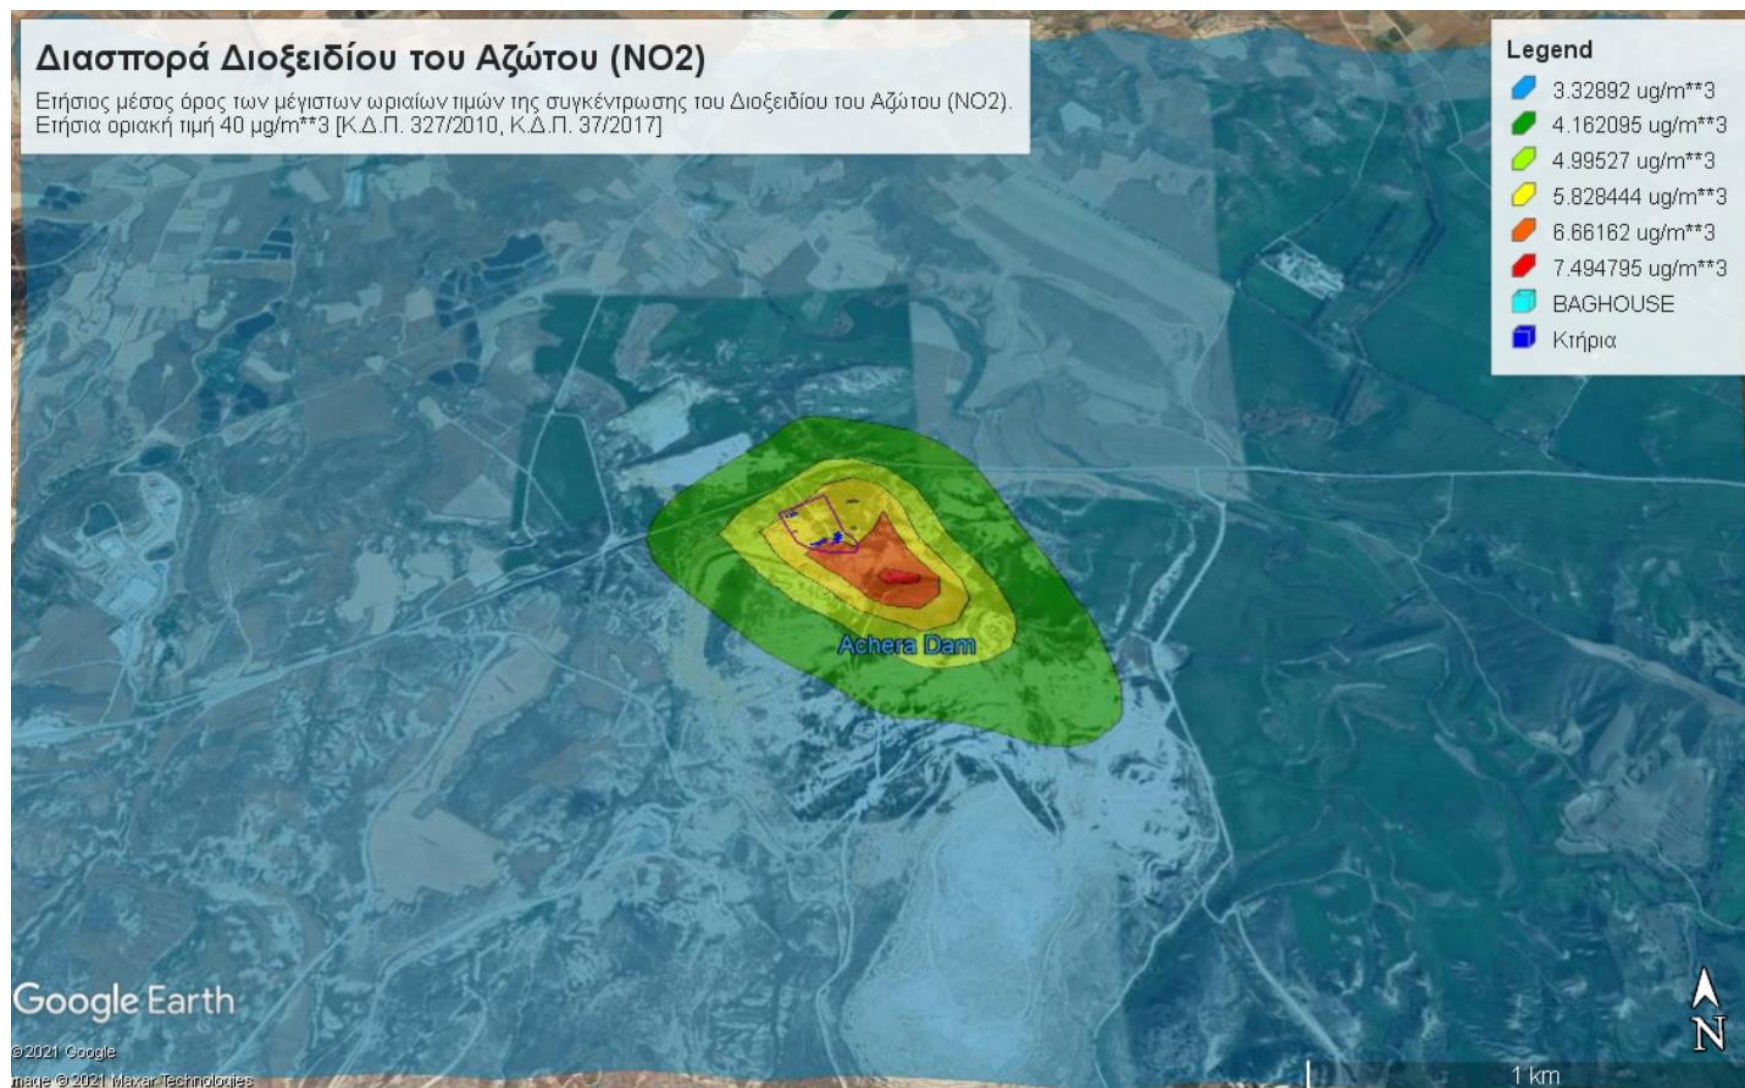 Διασπορά Διοξειδίου του Αζώτου (NO2)
Ετήσιος μέσος όρος των μέγιστων ωριαίων τιμών της συγκέντρωσης του Διοξειδίου του Αζώτου (NO2).
Ετήσια οριακή τιμή 40 μg/m**3 [Κ.Δ.Π. 327/2010, Κ.Δ.Π. 37/2017]
Legend
3.32892 ug/m**3
4.162095 ug/m**3
4.99527 ug/m**3
5.828444 ug/m**3
6.66162 ug/m**3
7.494795 ug/m**3
BAGHOUSE
Κτήρια
Achera Dam
Google Earth
©2021 Google
mage © 2021 Maxar Technologies
N
1 km